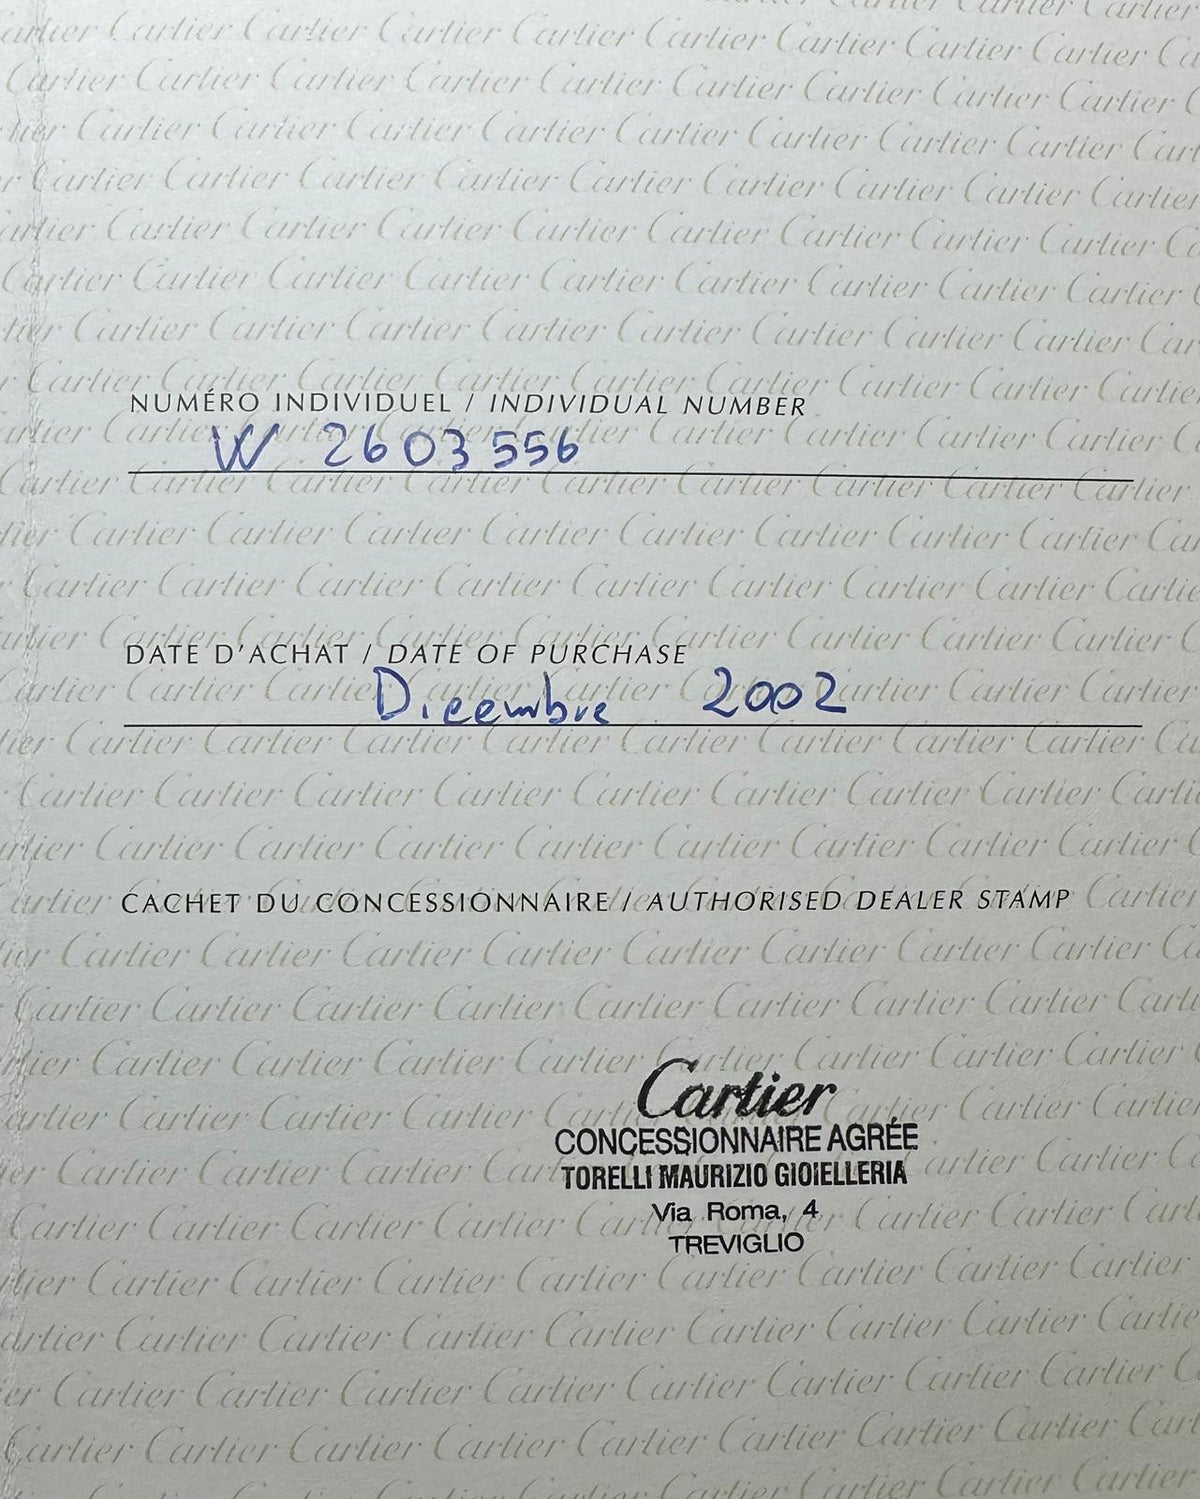 NUMÉRO INDIVIDUEL / INDIVIDUAL NUMBER
W 2603556
DATE D'ACHAT / DATE OF PURCHASE
Dicembre 2002
CACHET DU CONCESSIONNAIRE / AUTHORISED DEALER STAMP
Cartier
CONCESSIONNAIRE AGRÉE
TORELLI MAURIZIO GIOIELLERIA
Via Roma, 4
TREVIGLIO